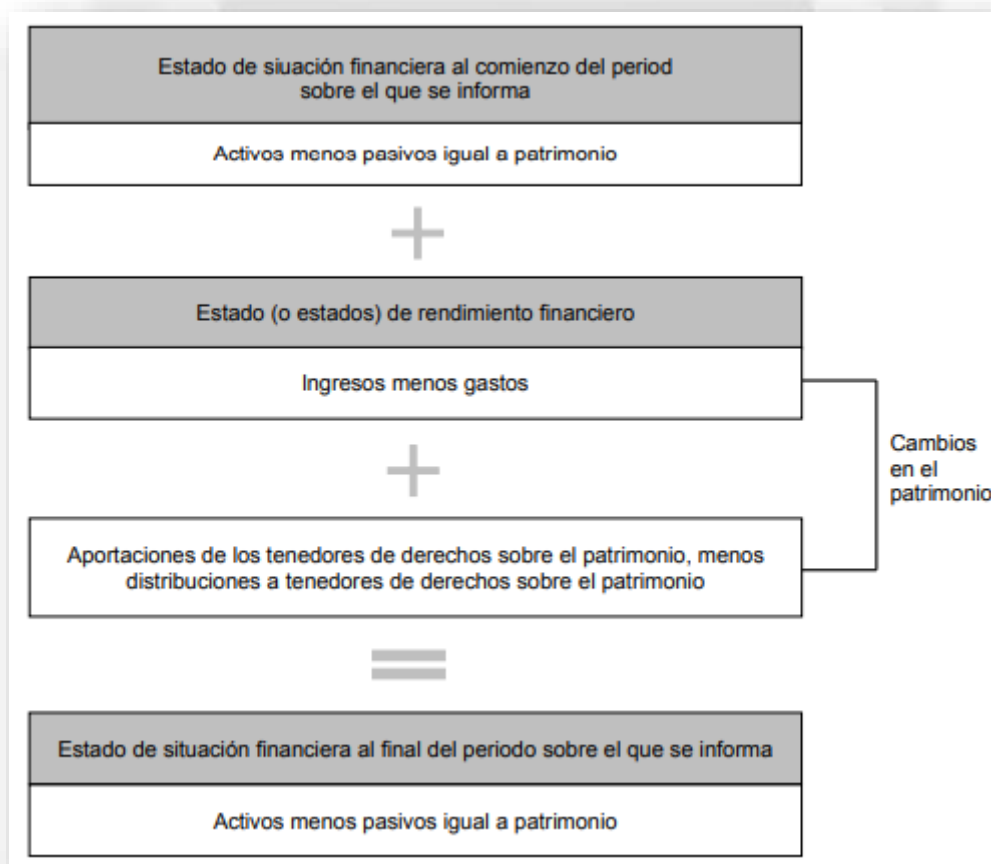 Estado de siuación financiera al comienzo del period
sobre el que se informa
Activos menos pasivos igual a patrimonio
+
Estado (o estados) de rendimiento financiero
Ingresos menos gastos
+
Cambios
en el
patrimonio
Aportaciones de los tenedores de derechos sobre el patrimonio, menos
distribuciones a tenedores de derechos sobre el patrimonio
=
Estado de situación financiera al final del periodo sobre el que se informa
Activos menos pasivos igual a patrimonio